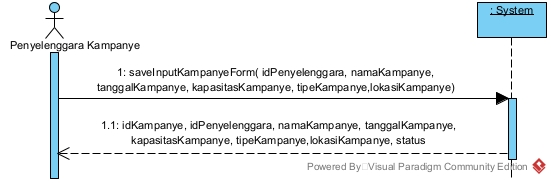 : System
Penyelenggara Kampanye
1: saveInputKampanyeForm( idPenyelenggara, namaKampanye,
tanggalKampanye, kapasitasKampanye, tipeKampanye,lokasiKampanye)
1.1: idKampanye, idPenyelenggara, namaKampanye, tanggalKampanye,
kapasitasKampanye, tipeKampanye,lokasiKampanye, status
Powered By Visual Paradigm Community Edition